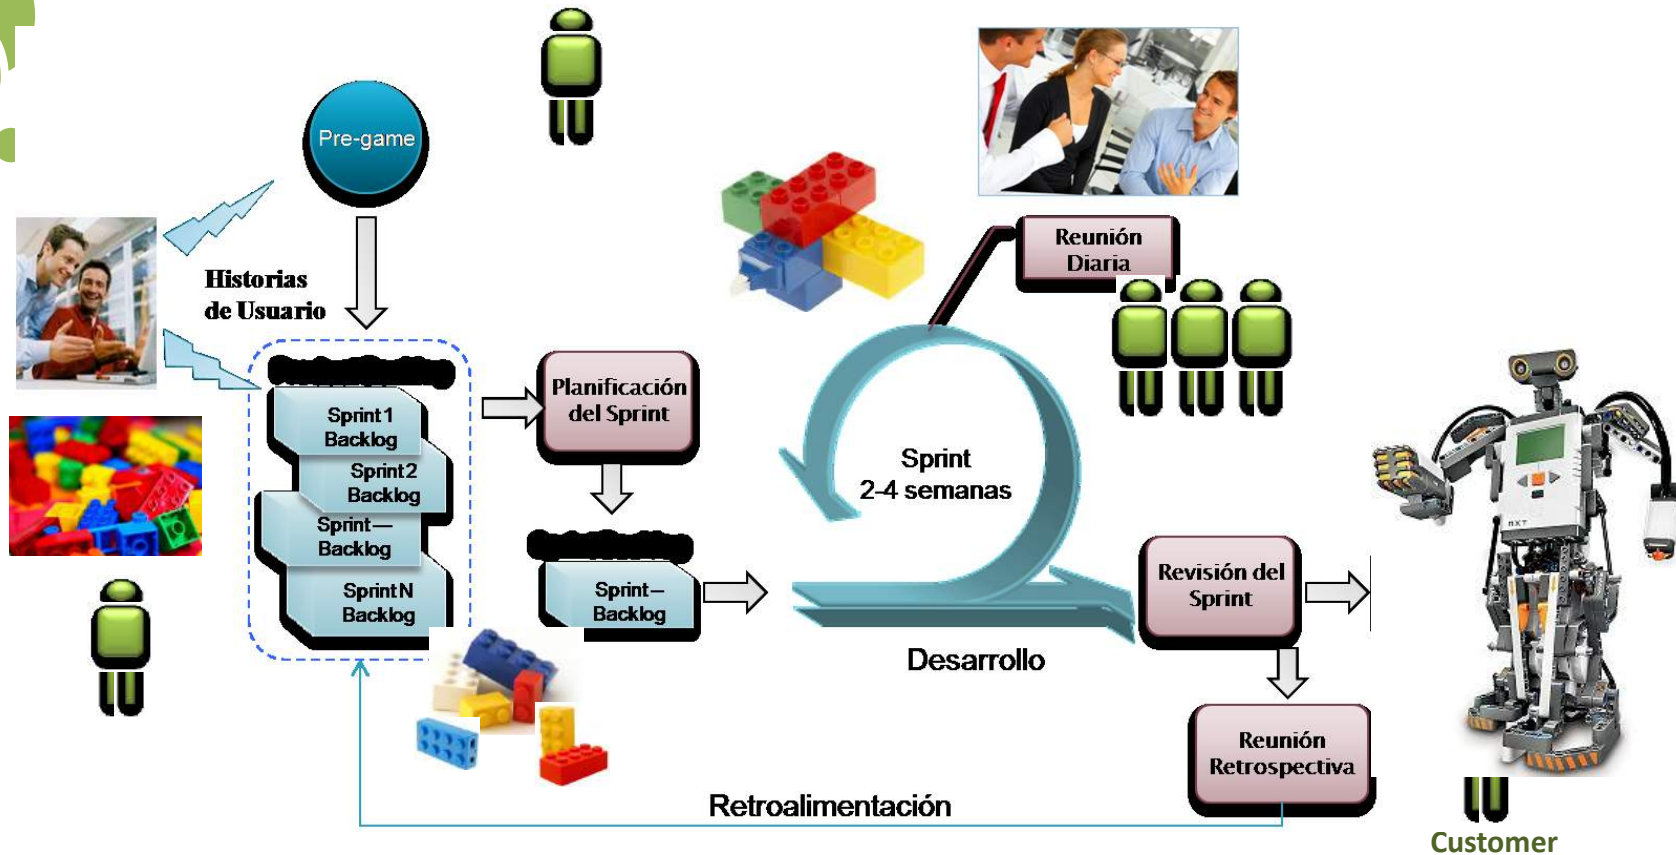 Pre-game
Historias
de Usuario
Sprint 1
Backlog
Sprint 2
Backlog
Sprint—
Backlog
Sprint N
Backlog
Planificación
del Sprint
Sprint—
Backlog
Reunión
Diaria
Sprint
2-4 semanas
Desarrollo
Revisión del
Sprint
Reunión
Retrospectiva
Retroalimentación
NXT
Customer